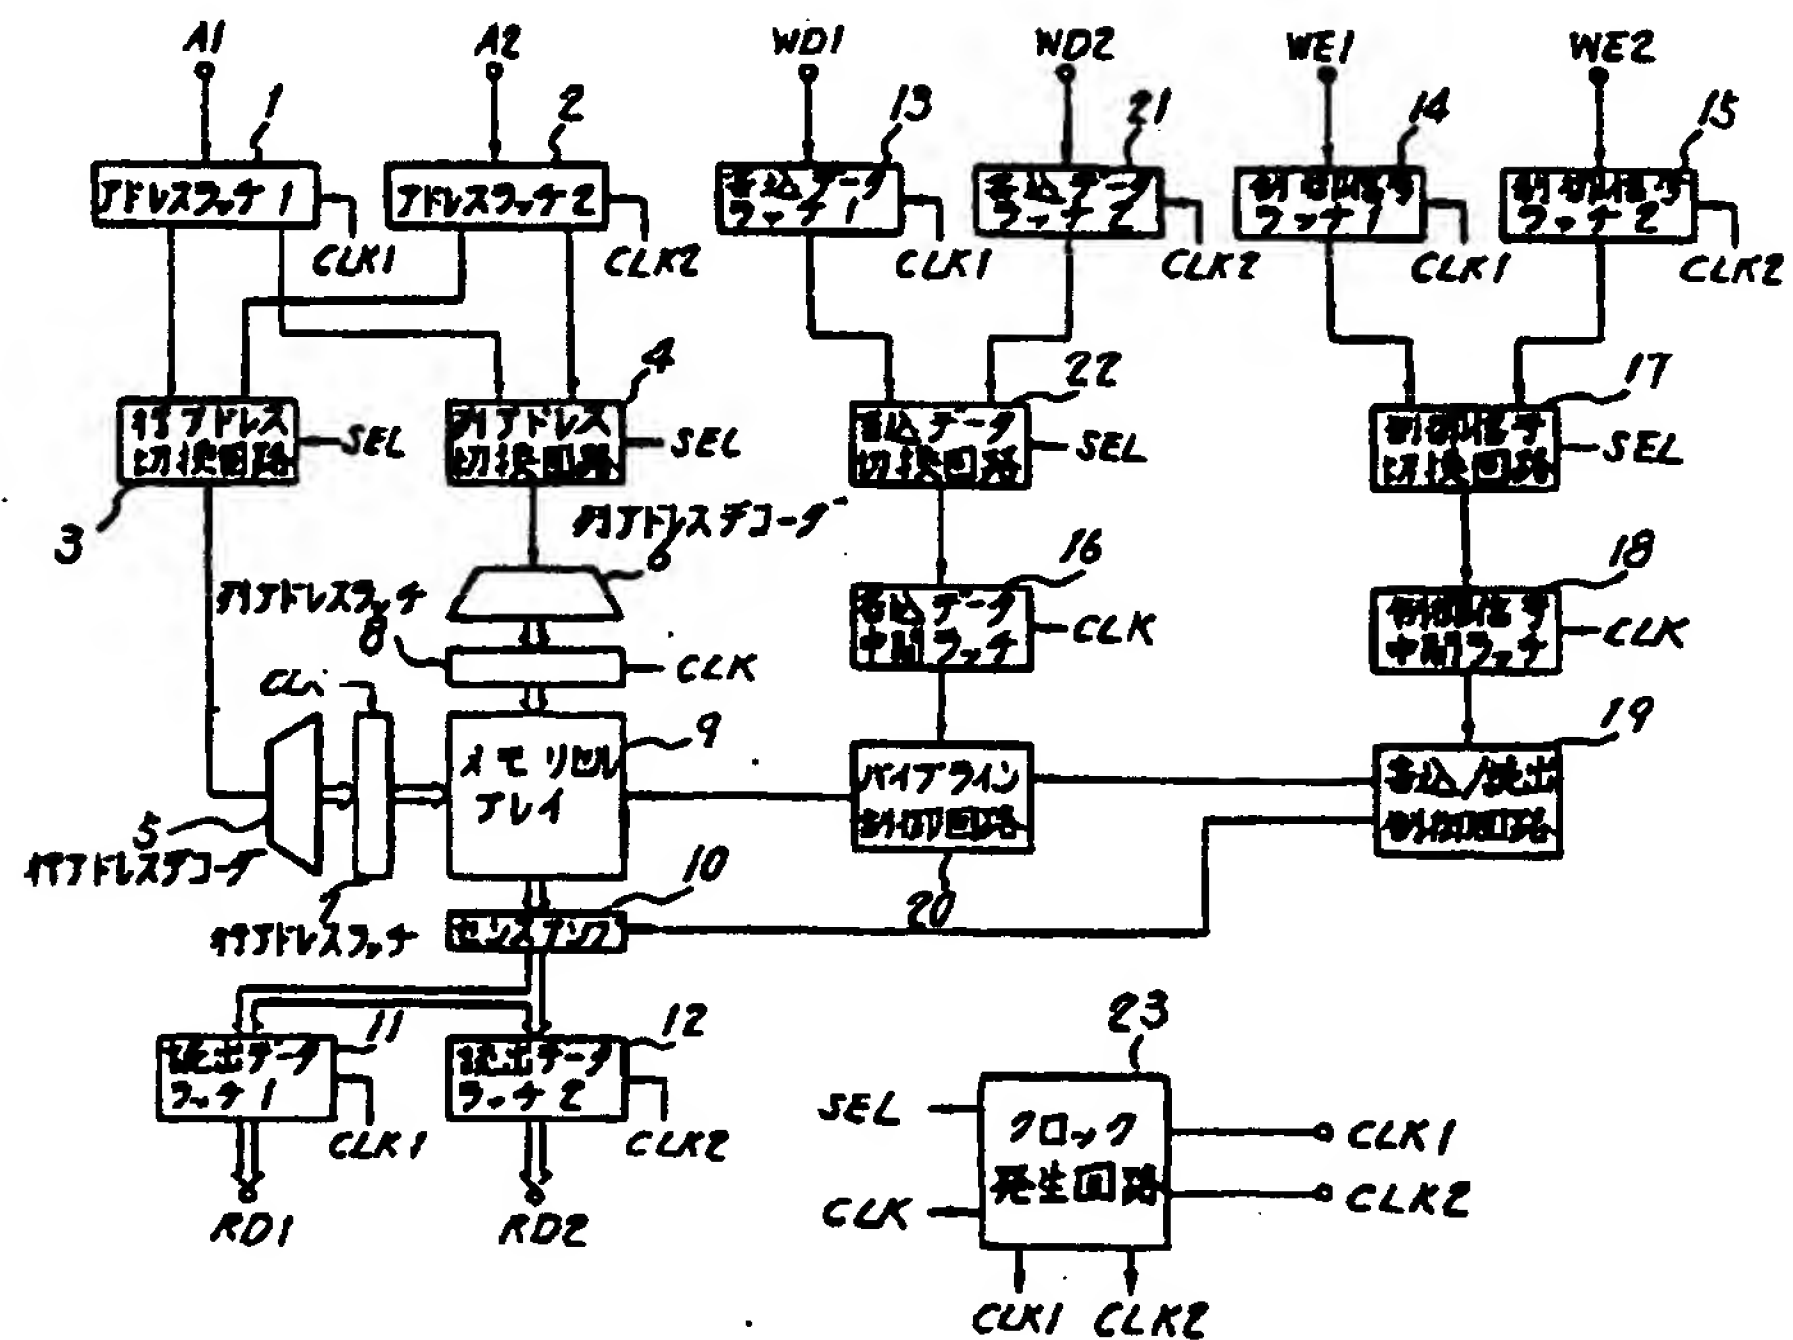 A1
A2
WD1
WD2
WE1
WE2
1
2
13
21
14
15
アドレスラッチ1
アドレスラッチ2
書込データ
ラッチ1
書込データ
ラッチ2
制御信号
ラッチ1
制御信号
ラッチ2
CLK1
CLK2
CLK1
CLK2
CLK1
CLK2
4
22
17
行アドレス
切換回路
SEL
列アドレス
切換回路
SEL
書込データ
切換回路
SEL
制御信号
切換回路
SEL
3
列アドレスデコーダ
6
16
18
列アドレスラッチ
8
書込データ
中間ラッチ
CLK
制御信号
中間ラッチ
CLK
CLK
CLK
9
19
メモリセル
アレイ
パイプライン
制御回路
書込/読出
制御回路
5
行アドレスデコーダ
7
行アドレスラッチ
10
20
センスアンプ
11
12
23
読出データ
ラッチ1
読出データ
ラッチ2
CLK1
CLK2
RD1
RD2
SEL
CLK
クロック
発生回路
CLK1
CLK2
CLK1
CLK2